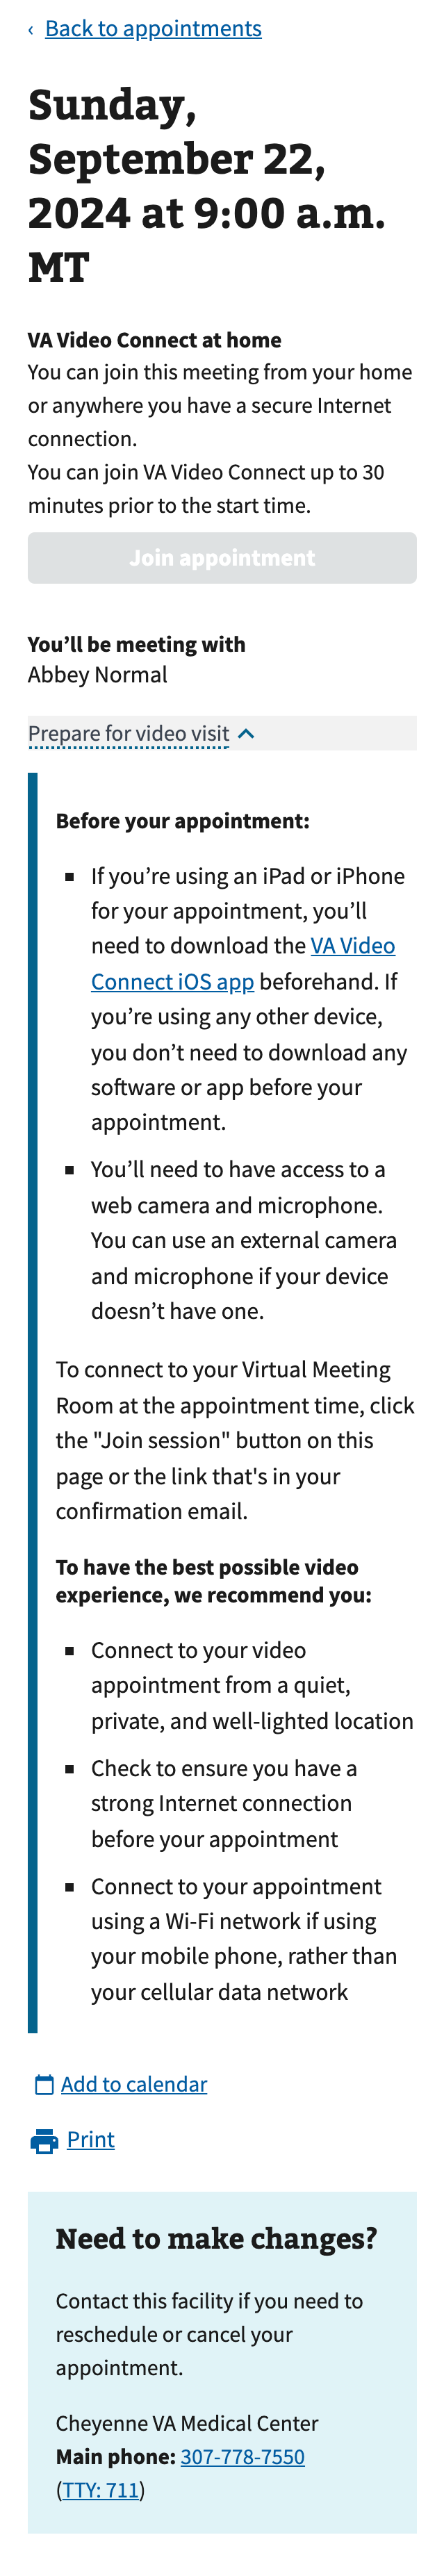 ‹ Back to appointments
Sunday,
September 22,
2024 at 9:00 a.m.
MT
VA Video Connect at home
You can join this meeting from your home
or anywhere you have a secure Internet
connection.
You can join VA Video Connect up to 30
minutes prior to the start time.
Join appointment
You’ll be meeting with
Abbey Normal
Prepare for video visit
Before your appointment:
▪ If you’re using an iPad or iPhone
for your appointment, you’ll
need to download the VA Video
Connect iOS app beforehand. If
you’re using any other device,
you don’t need to download any
software or app before your
appointment.
▪ You’ll need to have access to a
web camera and microphone.
You can use an external camera
and microphone if your device
doesn’t have one.
To connect to your Virtual Meeting
Room at the appointment time, click
the "Join session" button on this
page or the link that's in your
confirmation email.
To have the best possible video
experience, we recommend you:
▪ Connect to your video
appointment from a quiet,
private, and well-lighted location
▪ Check to ensure you have a
strong Internet connection
before your appointment
▪ Connect to your appointment
using a Wi-Fi network if using
your mobile phone, rather than
your cellular data network
Add to calendar
Print
Need to make changes?
Contact this facility if you need to
reschedule or cancel your
appointment.
Cheyenne VA Medical Center
Main phone: 307-778-7550
(TTY: 711)